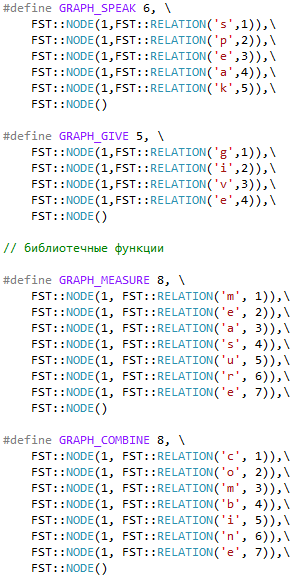 #define GRAPH_SPEAK 6, \
FST::NODE(1,FST::RELATION('s',1)),\
FST::NODE(1,FST::RELATION('p',2)),\
FST::NODE(1,FST::RELATION('e',3)),\
FST::NODE(1,FST::RELATION('a',4)),\
FST::NODE(1,FST::RELATION('k',5)),\
FST::NODE()
#define GRAPH_GIVE 5, \
FST::NODE(1,FST::RELATION('g',1)),\
FST::NODE(1,FST::RELATION('i',2)),\
FST::NODE(1,FST::RELATION('v',3)),\
FST::NODE(1,FST::RELATION('e',4)),\
FST::NODE()
// библиотечные функции
#define GRAPH_MEASURE 8, \
FST::NODE(1, FST::RELATION('m', 1)),\
FST::NODE(1, FST::RELATION('e', 2)),\
FST::NODE(1, FST::RELATION('a', 3)),\
FST::NODE(1, FST::RELATION('s', 4)),\
FST::NODE(1, FST::RELATION('u', 5)),\
FST::NODE(1, FST::RELATION('r', 6)),\
FST::NODE(1, FST::RELATION('e', 7)),\
FST::NODE()
#define GRAPH_COMBINE 8, \
FST::NODE(1, FST::RELATION('c', 1)),\
FST::NODE(1, FST::RELATION('o', 2)),\
FST::NODE(1, FST::RELATION('m', 3)),\
FST::NODE(1, FST::RELATION('b', 4)),\
FST::NODE(1, FST::RELATION('i', 5)),\
FST::NODE(1, FST::RELATION('n', 6)),\
FST::NODE(1, FST::RELATION('e', 7)),\
FST::NODE()